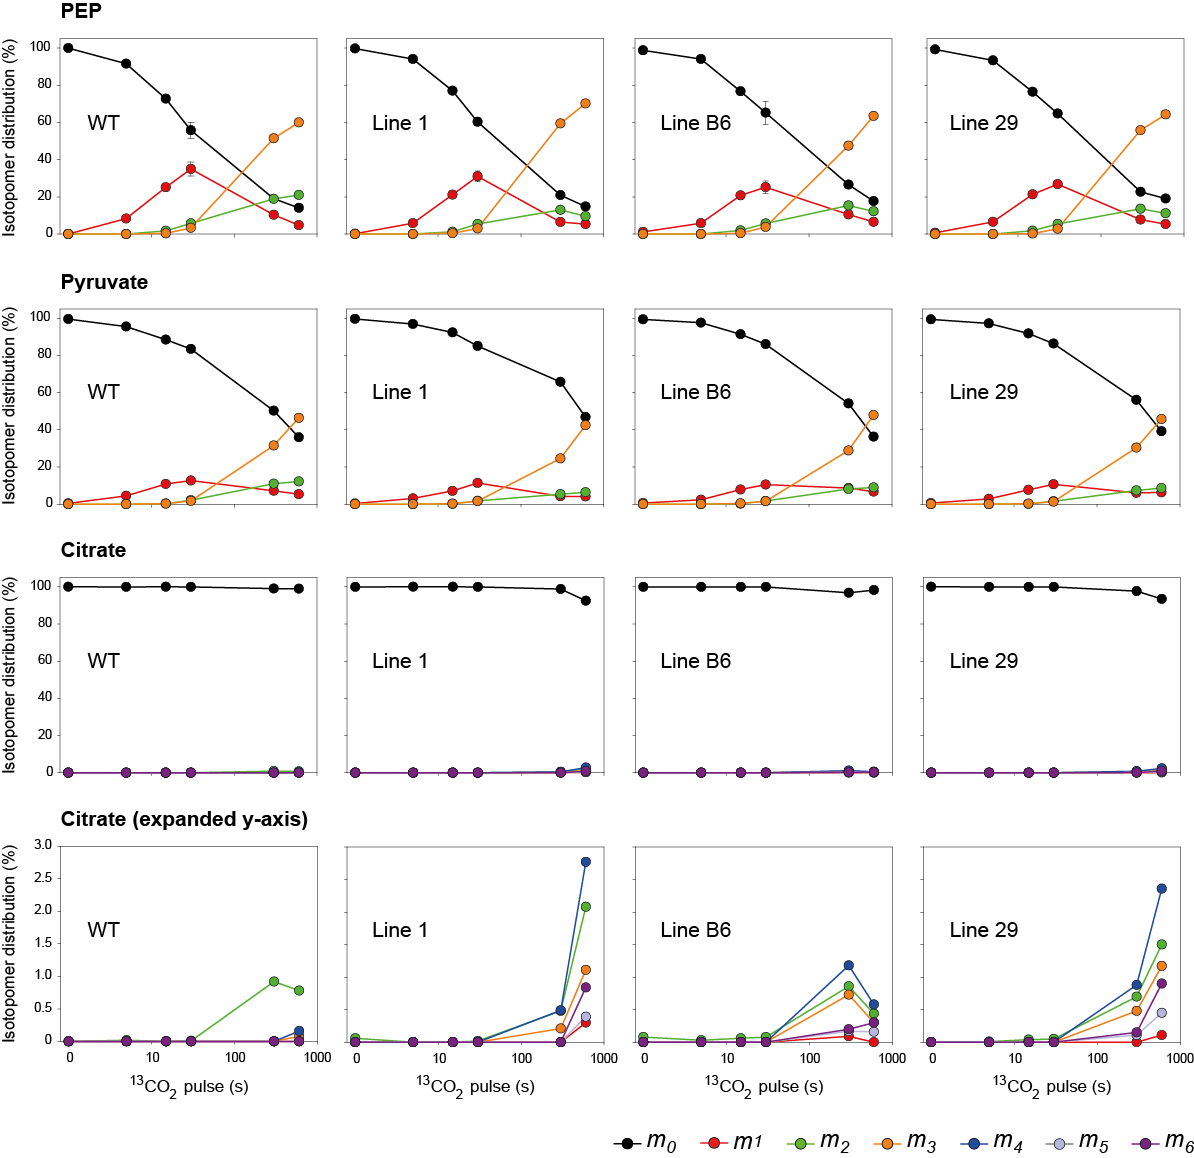 PEP
Isotopomer distribution (%)
100
80
60
40
20
0
WT
Line 1
Line B6
Line 29
Pyruvate
Isotopomer distribution (%)
100
80
60
40
20
0
WT
Line 1
Line B6
Line 29
Citrate
Isotopomer distribution (%)
100
80
60
40
20
0
WT
Line 1
Line B6
Line 29
Citrate (expanded y-axis)
Isotopomer distribution (%)
3.0
2.5
2.0
1.5
1.0
0.5
0
WT
Line 1
Line B6
Line 29
0 10 100 1000
0 10 100 1000
0 10 100 1000
0 10 100 1000
¹³CO₂ pulse (s)
¹³CO₂ pulse (s)
¹³CO₂ pulse (s)
¹³CO₂ pulse (s)
m₀ m1 m₂ m₃ m₄ m₅ m₆